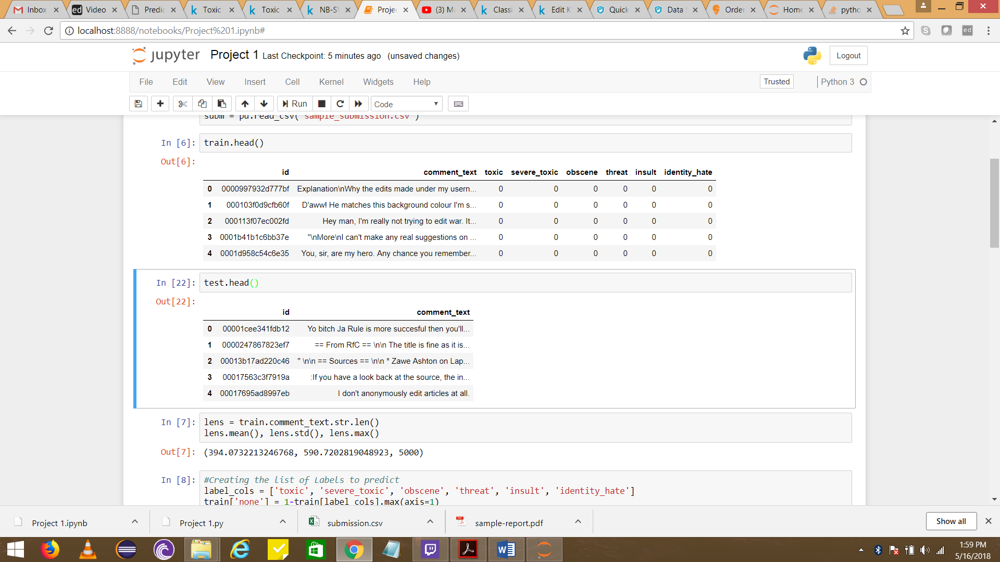 Inbox
ed Video
Predic
k Toxic
k Toxic
k NB-S
Projec
(3) M
k Classi
k Edit K
Quick
Data
Order
Home
pytho
localhost:8888/notebooks/Project%201.ipynb#
S
ed
jupyter Project 1 Last Checkpoint: 5 minutes ago (unsaved changes)
Logout
File Edit View Insert Cell Kernel Widgets Help
Trusted
Python 3
Run
Code
subm = pd.read_csv('sample_submission.csv')
In [6]: train.head()
Out[6]:
id comment_text toxic severe_toxic obscene threat insult identity_hate
0 0000997932d777bf Explanation\nWhy the edits made under my usern... 0 0 0 0 0 0
1 000103f0d9cfb60f D'aww! He matches this background colour I'm s... 0 0 0 0 0 0
2 000113f07ec002fd Hey man, I'm really not trying to edit war. It... 0 0 0 0 0 0
3 0001b41b1c6bb37e "\nMore\nI can't make any real suggestions on ... 0 0 0 0 0 0
4 0001d958c54c6e35 You, sir, are my hero. Any chance you remember... 0 0 0 0 0 0
In [22]: test.head()
Out[22]:
id comment_text
0 00001cee341fdb12 Yo bitch Ja Rule is more succesful then you'll...
1 0000247867823ef7 == From RfC == \n\n The title is fine as it is...
2 00013b17ad220c46 " \n\n == Sources == \n\n * Zawe Ashton on Lap...
3 00017563c3f7919a :If you have a look back at the source, the in...
4 00017695ad8997eb I don't anonymously edit articles at all.
In [7]: lens = train.comment_text.str.len()
lens.mean(), lens.std(), lens.max()
Out[7]: (394.0732213246768, 590.7202819048923, 5000)
In [8]: #Creating the list of Labels to predict
label_cols = ['toxic', 'severe_toxic', 'obscene', 'threat', 'insult', 'identity_hate']
train['none'] = 1-train[label_cols].max(axis=1)
Project 1.ipynb
Project 1.py
submission.csv
sample-report.pdf
Show all
1:59 PM
5/16/2018